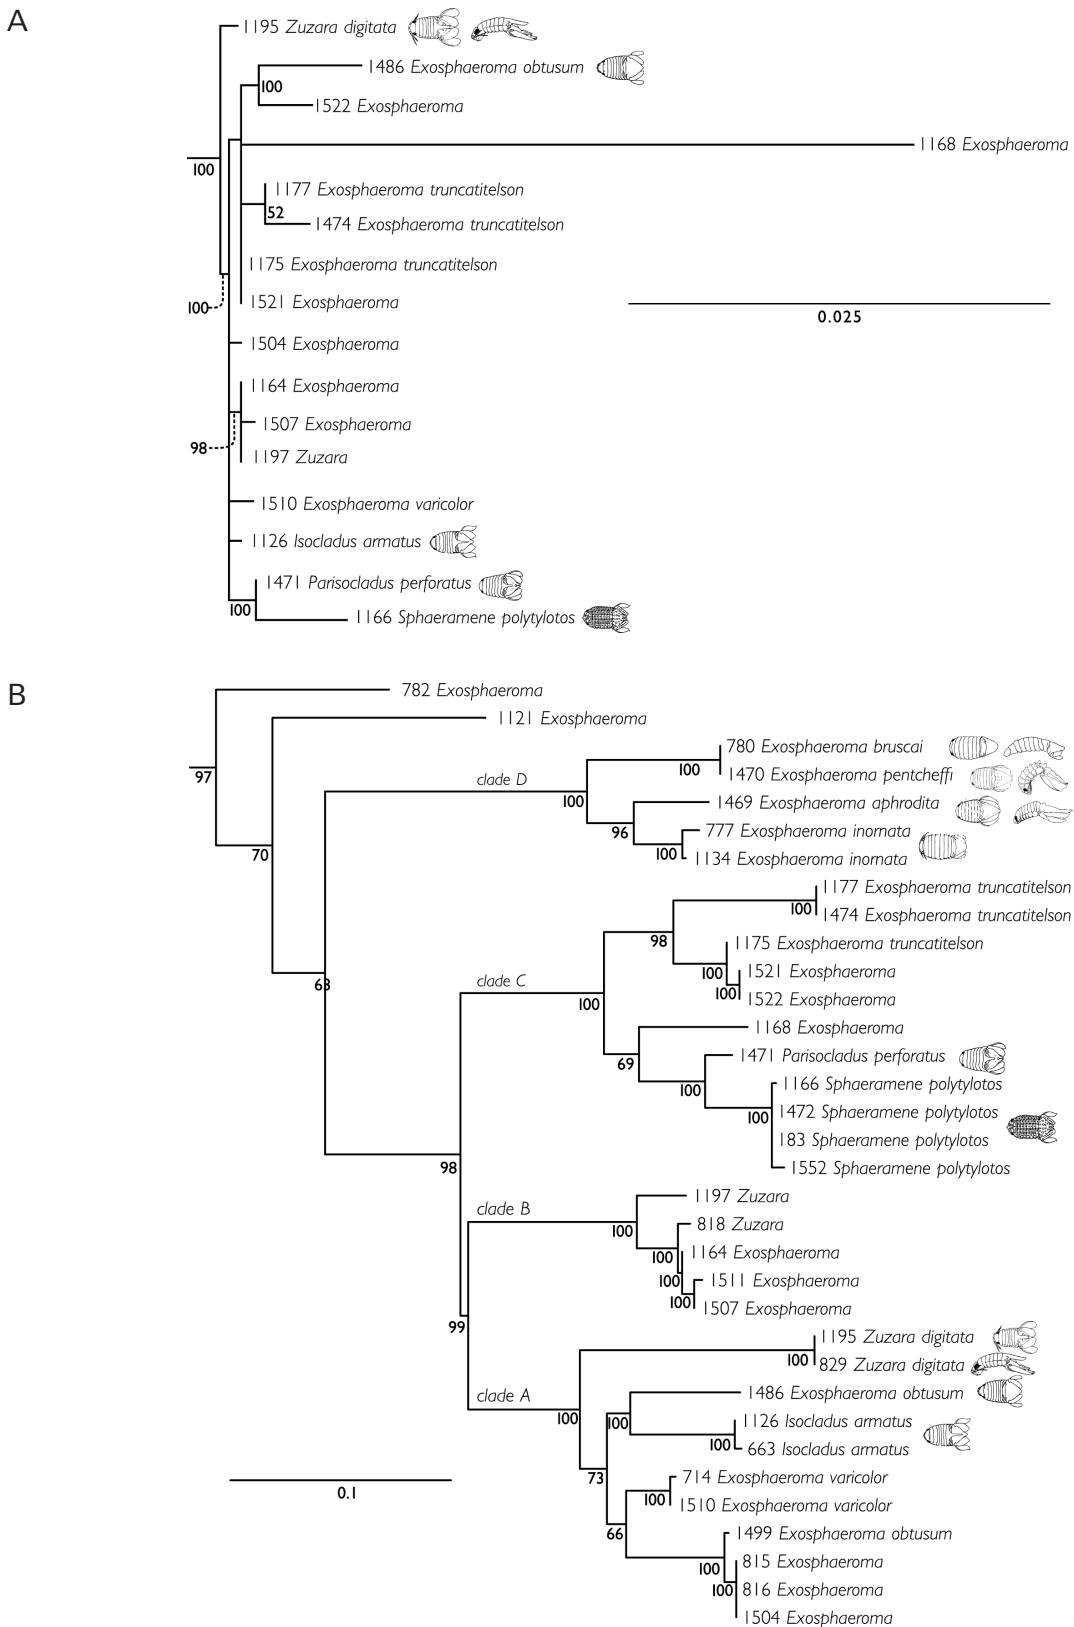 A
1195 Zuzara digitata
1486 Exosphaeroma obtusum
100
1522 Exosphaeroma
1168 Exosphaeroma
100
1177 Exosphaeroma truncatitelson
52
1474 Exosphaeroma truncatitelson
1175 Exosphaeroma truncatitelson
1521 Exosphaeroma
100
0.025
1504 Exosphaeroma
1164 Exosphaeroma
1507 Exosphaeroma
98
1197 Zuzara
1510 Exosphaeroma varicolor
1126 Isocladus armatus
1471 Parisocladus perforatus
100
1166 Sphaeramene polytylotos
B
782 Exosphaeroma
1121 Exosphaeroma
780 Exosphaeroma bruscai
97
100
1470 Exosphaeroma pentcheffi
clade D
100
1469 Exosphaeroma aphrodita
96
777 Exosphaeroma inornata
70
100
1134 Exosphaeroma inornata
1177 Exosphaeroma truncatitelson
100
1474 Exosphaeroma truncatitelson
98
1175 Exosphaeroma truncatitelson
100
1521 Exosphaeroma
63
clade C
100
100
1522 Exosphaeroma
1168 Exosphaeroma
69
1471 Parisocladus perforatus
100
1166 Sphaeramene polytylotos
100
1472 Sphaeramene polytylotos
183 Sphaeramene polytylotos
98
1552 Sphaeramene polytylotos
1197 Zuzara
clade B
100
818 Zuzara
100
1164 Exosphaeroma
100
1511 Exosphaeroma
100
1507 Exosphaeroma
99
1195 Zuzara digitata
100
829 Zuzara digitata
clade A
100
1486 Exosphaeroma obtusum
100
1126 Isocladus armatus
100
663 Isocladus armatus
73
714 Exosphaeroma varicolor
0.1
100
1510 Exosphaeroma varicolor
66
1499 Exosphaeroma obtusum
100
815 Exosphaeroma
100
816 Exosphaeroma
1504 Exosphaeroma